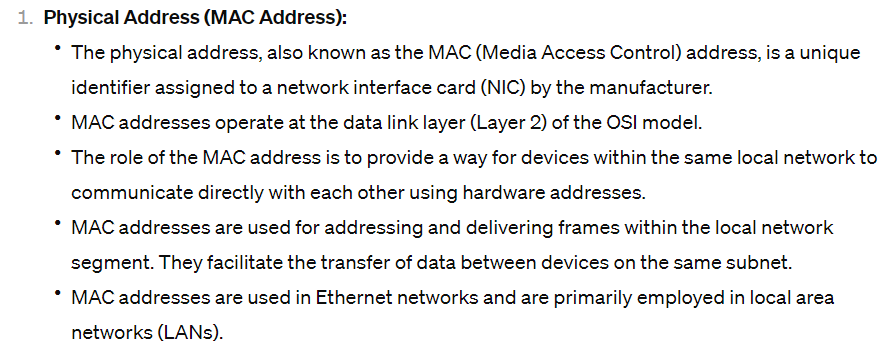 1. Physical Address (MAC Address):
• The physical address, also known as the MAC (Media Access Control) address, is a unique
identifier assigned to a network interface card (NIC) by the manufacturer.
• MAC addresses operate at the data link layer (Layer 2) of the OSI model.
• The role of the MAC address is to provide a way for devices within the same local network to
communicate directly with each other using hardware addresses.
• MAC addresses are used for addressing and delivering frames within the local network
segment. They facilitate the transfer of data between devices on the same subnet.
• MAC addresses are used in Ethernet networks and are primarily employed in local area
networks (LANs).